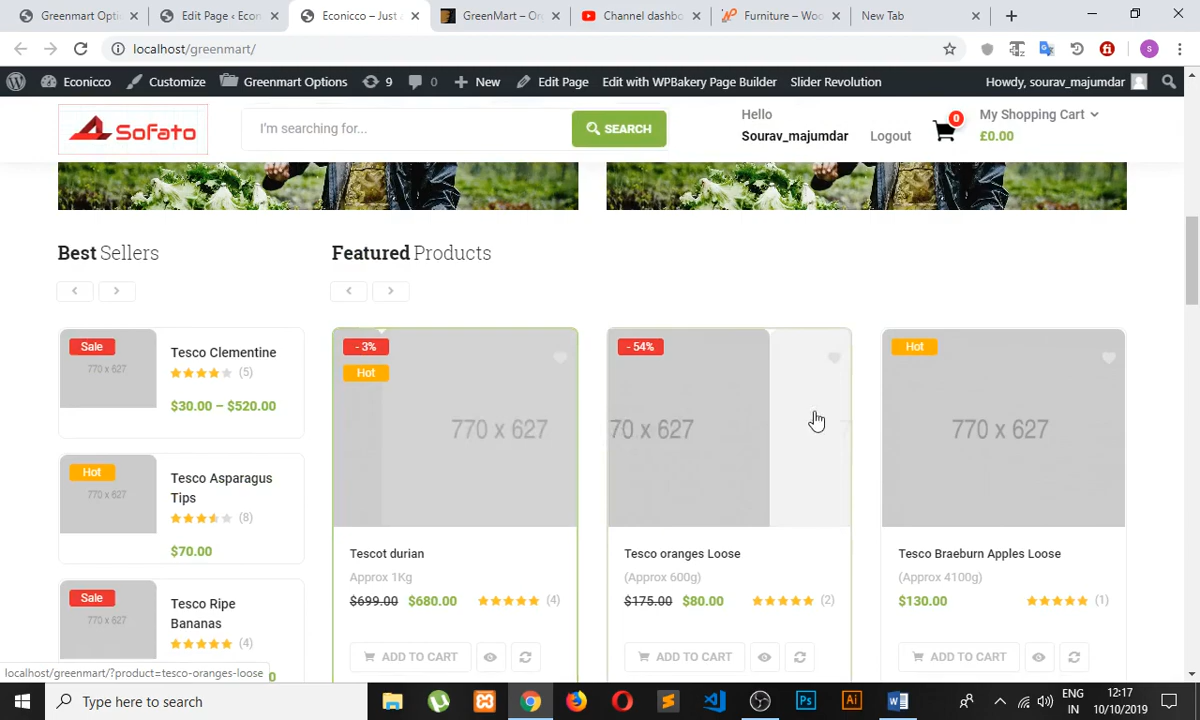 Greenmart Opti
Edit Page ‹ Econ
Econicco – Just
GreenMart – Or
Channel dashbo
Furniture – Woo
New Tab
localhost/greenmart/
S
Econicco
Customize
Greenmart Options
9
0
New
Edit Page
Edit with WPBakery Page Builder
Slider Revolution
Howdy, sourav_majumdar
SoFato
I'm searching for...
SEARCH
Hello
Sourav_majumdar
Logout
0
My Shopping Cart
£0.00
Best Sellers
Featured Products
Sale
770 x 627
Tesco Clementine
(5)
$30.00 – $520.00
Hot
770 x 627
Tesco Asparagus
Tips
(8)
$70.00
Sale
770 x 627
Tesco Ripe
Bananas
(4)
- 3%
Hot
770 x 627
Tescot durian
Approx 1Kg
$699.00 $680.00
(4)
ADD TO CART
- 54%
70 x 627
Tesco oranges Loose
(Approx 600g)
$175.00 $80.00
(2)
ADD TO CART
Hot
770 x 627
Tesco Braeburn Apples Loose
(Approx 4100g)
$130.00
(1)
ADD TO CART
localhost/greenmart/?product=tesco-oranges-loose
Type here to search
Ps
Ai
ENG
IN
12:17
10/10/2019